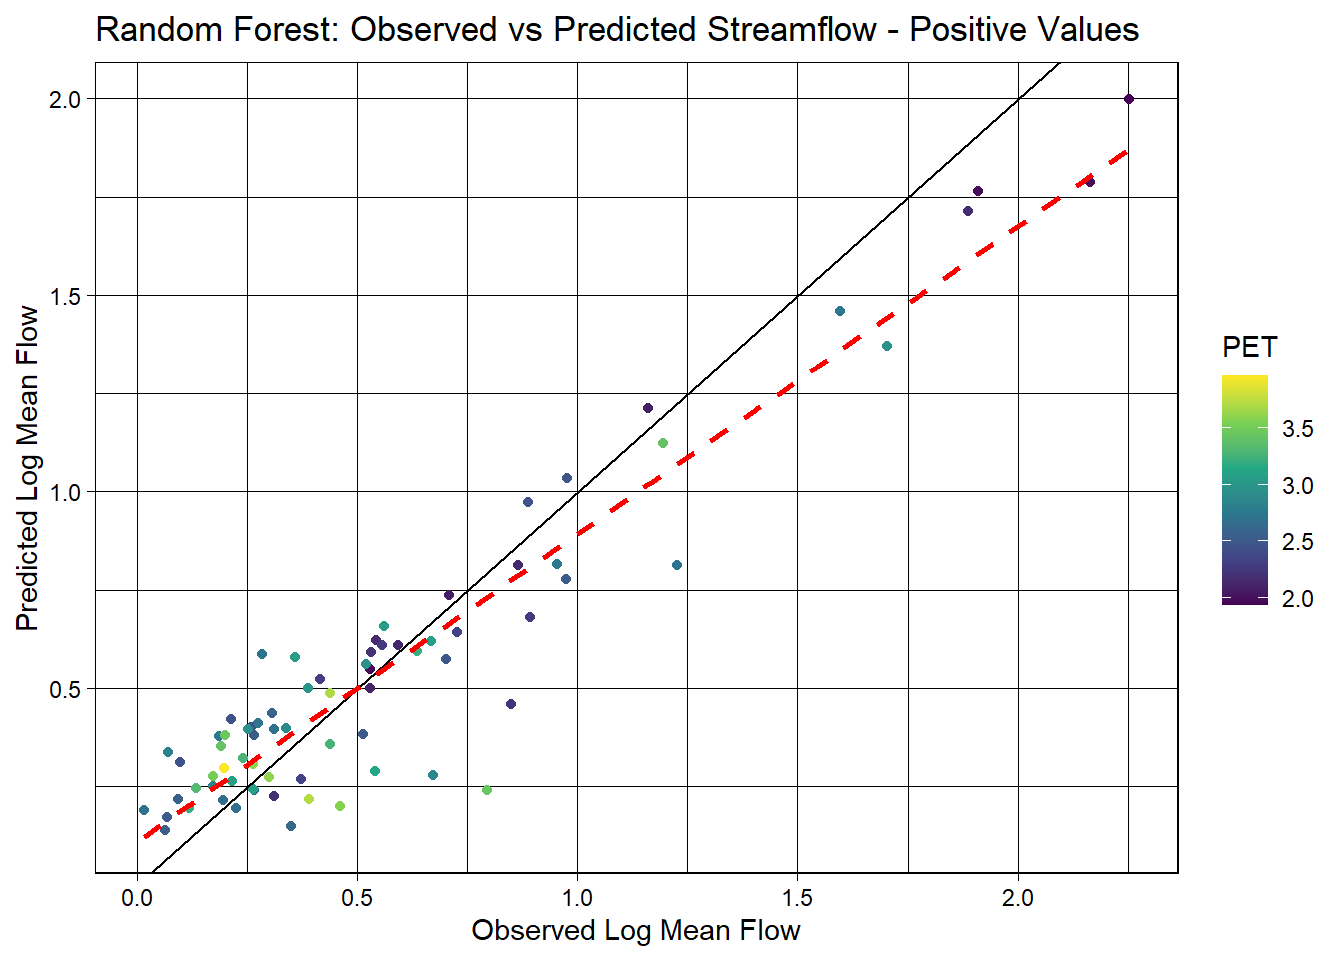 Random Forest: Observed vs Predicted Streamflow - Positive Values
2.0
1.5
1.0
0.5
Predicted Log Mean Flow
0.0 0.5 1.0 1.5 2.0
Observed Log Mean Flow
PET
3.5
3.0
2.5
2.0